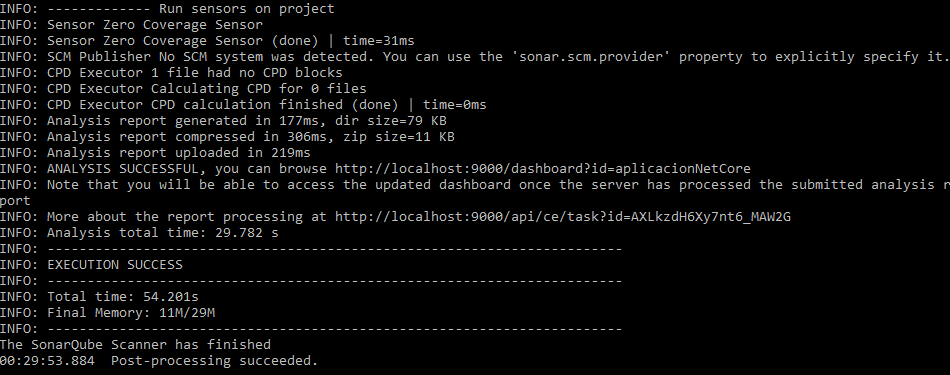 INFO: ------------- Run sensors on project
INFO: Sensor Zero Coverage Sensor
INFO: Sensor Zero Coverage Sensor (done) | time=31ms
INFO: SCM Publisher No SCM system was detected. You can use the 'sonar.scm.provider' property to explicitly specify it.
INFO: CPD Executor 1 file had no CPD blocks
INFO: CPD Executor Calculating CPD for 0 files
INFO: CPD Executor CPD calculation finished (done) | time=0ms
INFO: Analysis report generated in 177ms, dir size=79 KB
INFO: Analysis report compressed in 306ms, zip size=11 KB
INFO: Analysis report uploaded in 219ms
INFO: ANALYSIS SUCCESSFUL, you can browse http://localhost:9000/dashboard?id=aplicacionNetCore
INFO: Note that you will be able to access the updated dashboard once the server has processed the submitted analysis r
port
INFO: More about the report processing at http://localhost:9000/api/ce/task?id=AXLkzdH6Xy7nt6_MAW2G
INFO: Analysis total time: 29.782 s
INFO: ------------------------------------------------------------------------
INFO: EXECUTION SUCCESS
INFO: ------------------------------------------------------------------------
INFO: Total time: 54.201s
INFO: Final Memory: 11M/29M
INFO: ------------------------------------------------------------------------
The SonarQube Scanner has finished
00:29:53.884  Post-processing succeeded.